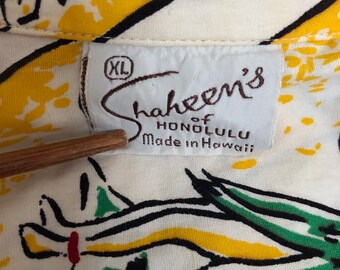 XL
Shaheen's
of
HONOLULU
Made in Hawaii